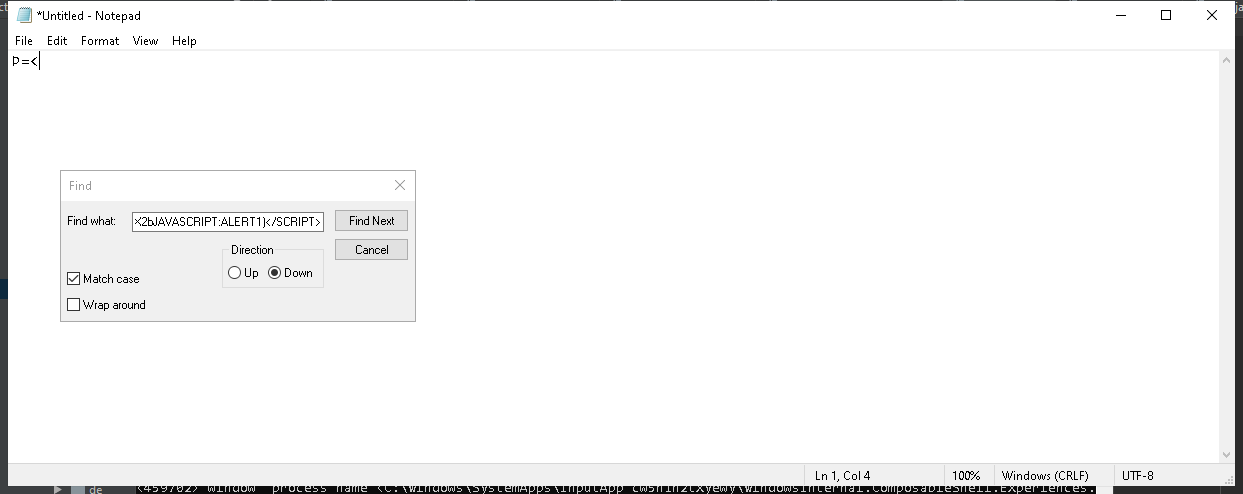 *Untitled - Notepad
File Edit Format View Help
P=<
Find
Find what: <2bJAVASCRIPT:ALERT1)</SCRIPT> Find Next
Direction Cancel
Up Down
Match case
Wrap around
Ln 1, Col 4 100% Windows (CRLF) UTF-8
de <459702> window process name <C:\Windows\SystemApps\InputApp_cw5n1h2txyewy\WindowsInternal.ComposableShell.Experiences.